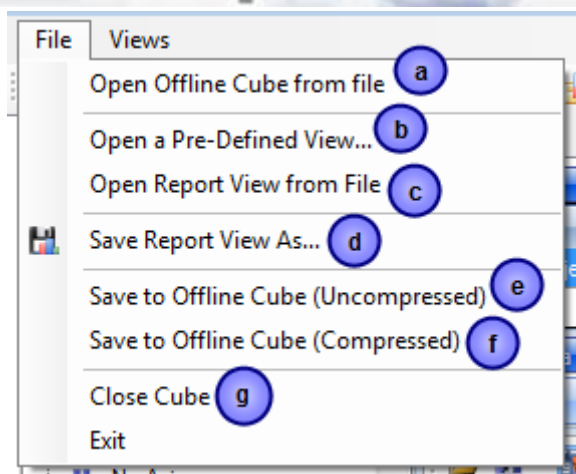 File Views
Open Offline Cube from file a
Open a Pre-Defined View... b
Open Report View from File c
Save Report View As... d
Save to Offline Cube (Uncompressed) e
Save to Offline Cube (Compressed) f
Close Cube g
Exit